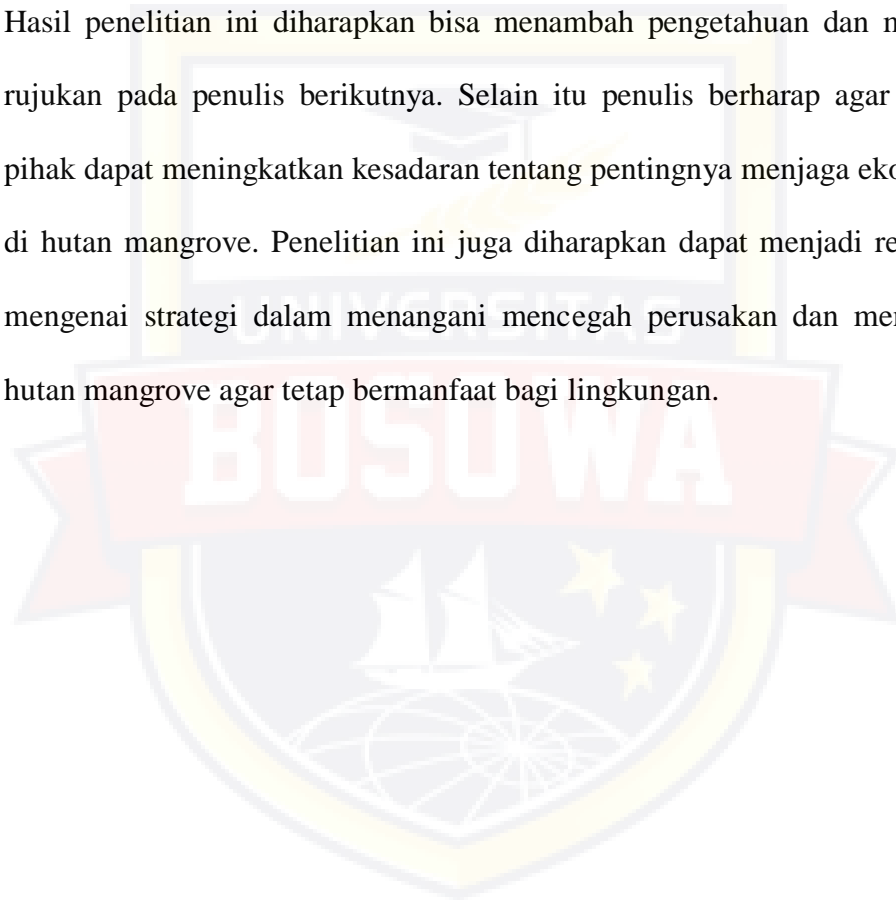 Hasil penelitian ini diharapkan bisa menambah pengetahuan dan
rujukan pada penulis berikutnya. Selain itu penulis berharap agar
pihak dapat meningkatkan kesadaran tentang pentingnya menjaga
di hutan mangrove. Penelitian ini juga diharapkan dapat menjadi
mengenai strategi dalam menangani mencegah perusakan dan
hutan mangrove agar tetap bermanfaat bagi lingkungan.
UNIVERSITAS
BOSOWA